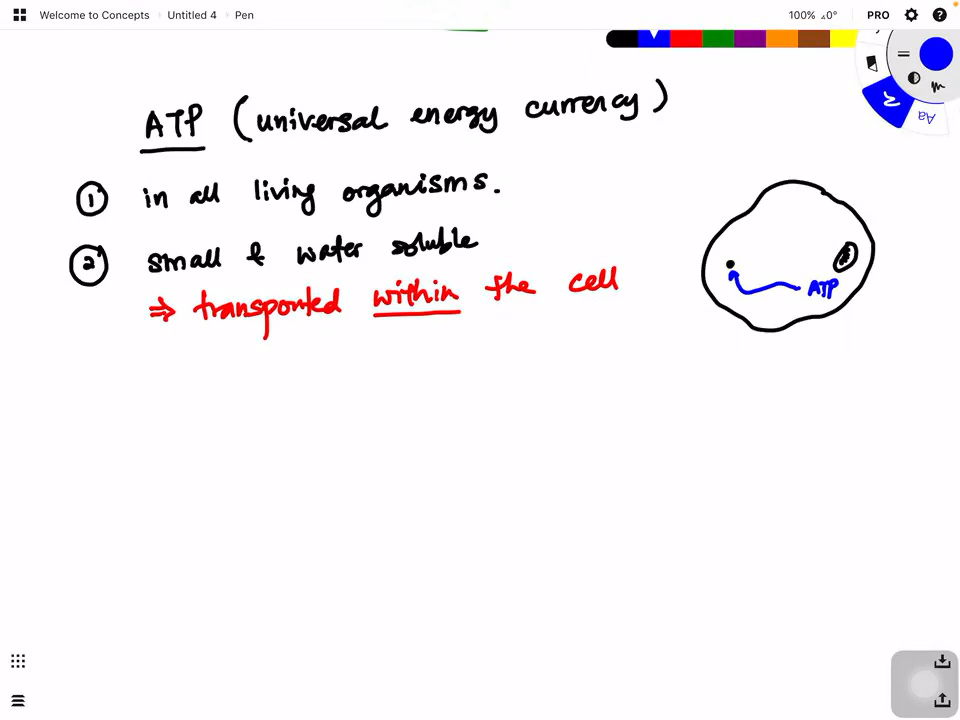 Welcome to Concepts › Untitled 4 › Pen
100% ⊿0° PRO
Aa
ATP (universal energy currency)
① in all living organisms.
② small & water soluble
⇒ transported within the cell
ATP